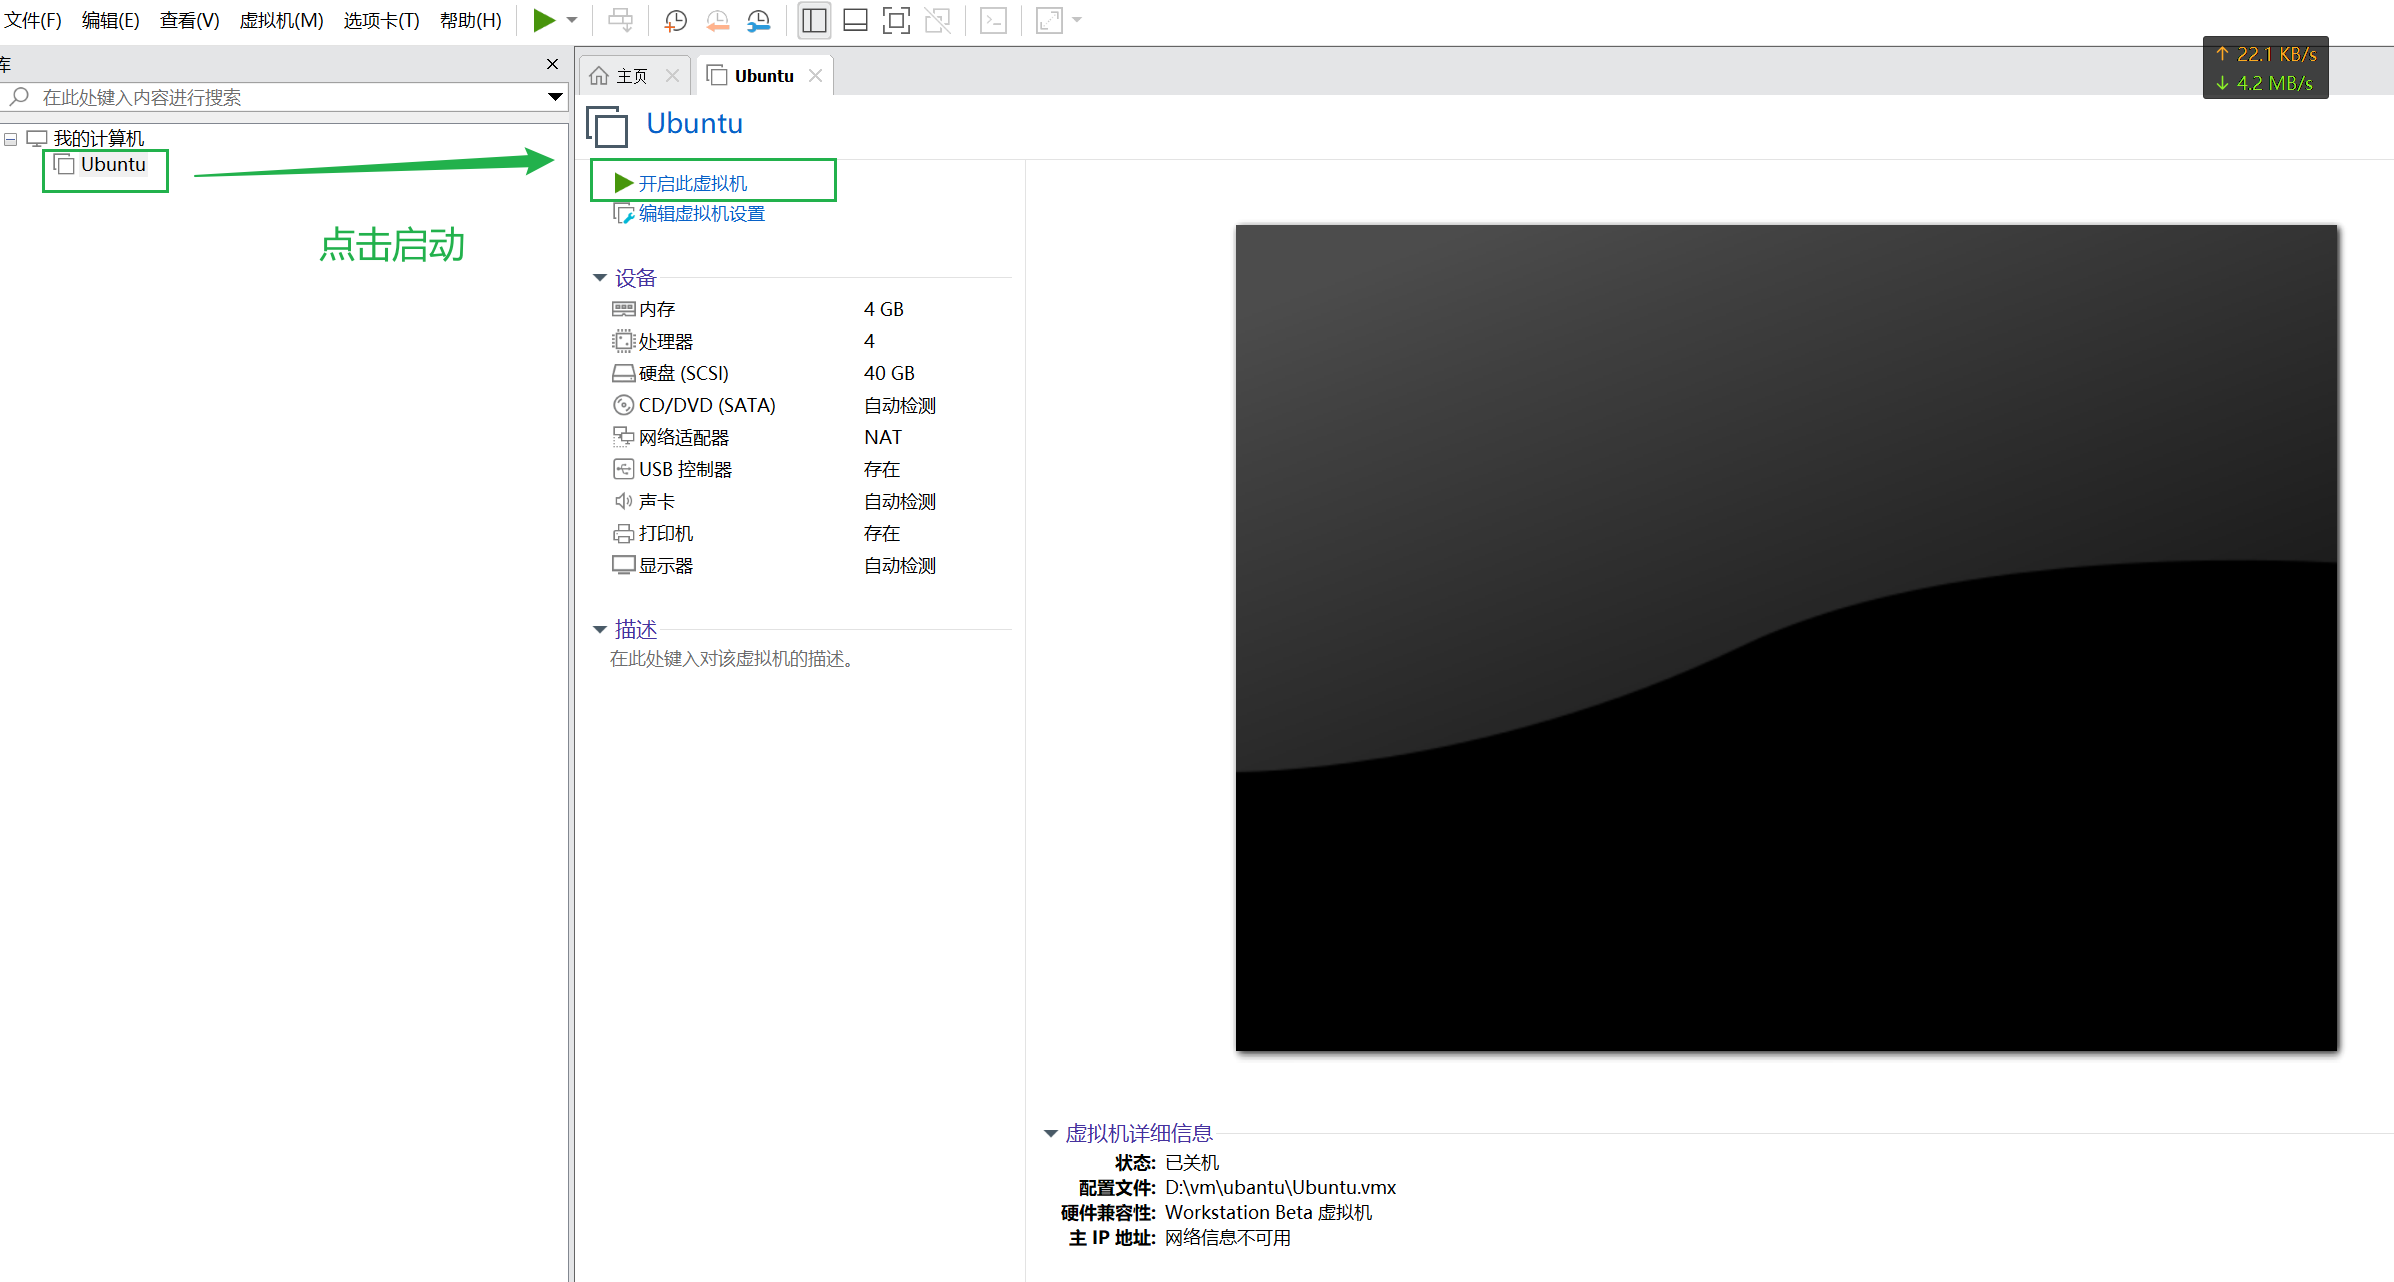 文件(F) 编辑(E) 查看(V) 虚拟机(M) 选项卡(T) 帮助(H)
↑ 22.1 KB/s
↓ 4.2 MB/s
库
在此处键入内容进行搜索
我的计算机
Ubuntu
点击启动
主页 Ubuntu
Ubuntu
开启此虚拟机
编辑虚拟机设置
设备
内存 4 GB
处理器 4
硬盘 (SCSI) 40 GB
CD/DVD (SATA) 自动检测
网络适配器 NAT
USB 控制器 存在
声卡 自动检测
打印机 存在
显示器 自动检测
描述
在此处键入对该虚拟机的描述。
虚拟机详细信息
状态: 已关机
配置文件: D:\vm\ubantu\Ubuntu.vmx
硬件兼容性: Workstation Beta 虚拟机
主 IP 地址: 网络信息不可用